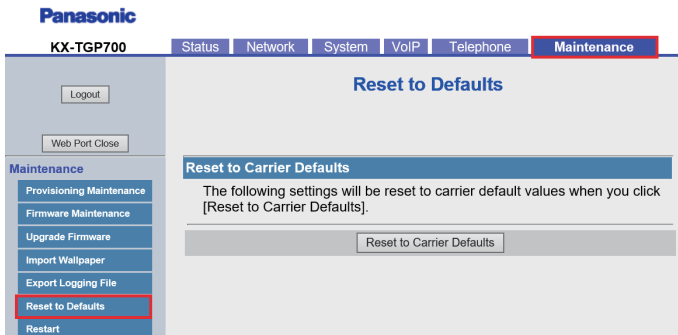 Panasonic
KX-TGP700
Status Network System VoIP Telephone Maintenance
Logout
Web Port Close
Maintenance
Provisioning Maintenance
Firmware Maintenance
Upgrade Firmware
Import Wallpaper
Export Logging File
Reset to Defaults
Restart
Reset to Defaults
Reset to Carrier Defaults
The following settings will be reset to carrier default values when you click
[Reset to Carrier Defaults].
Reset to Carrier Defaults